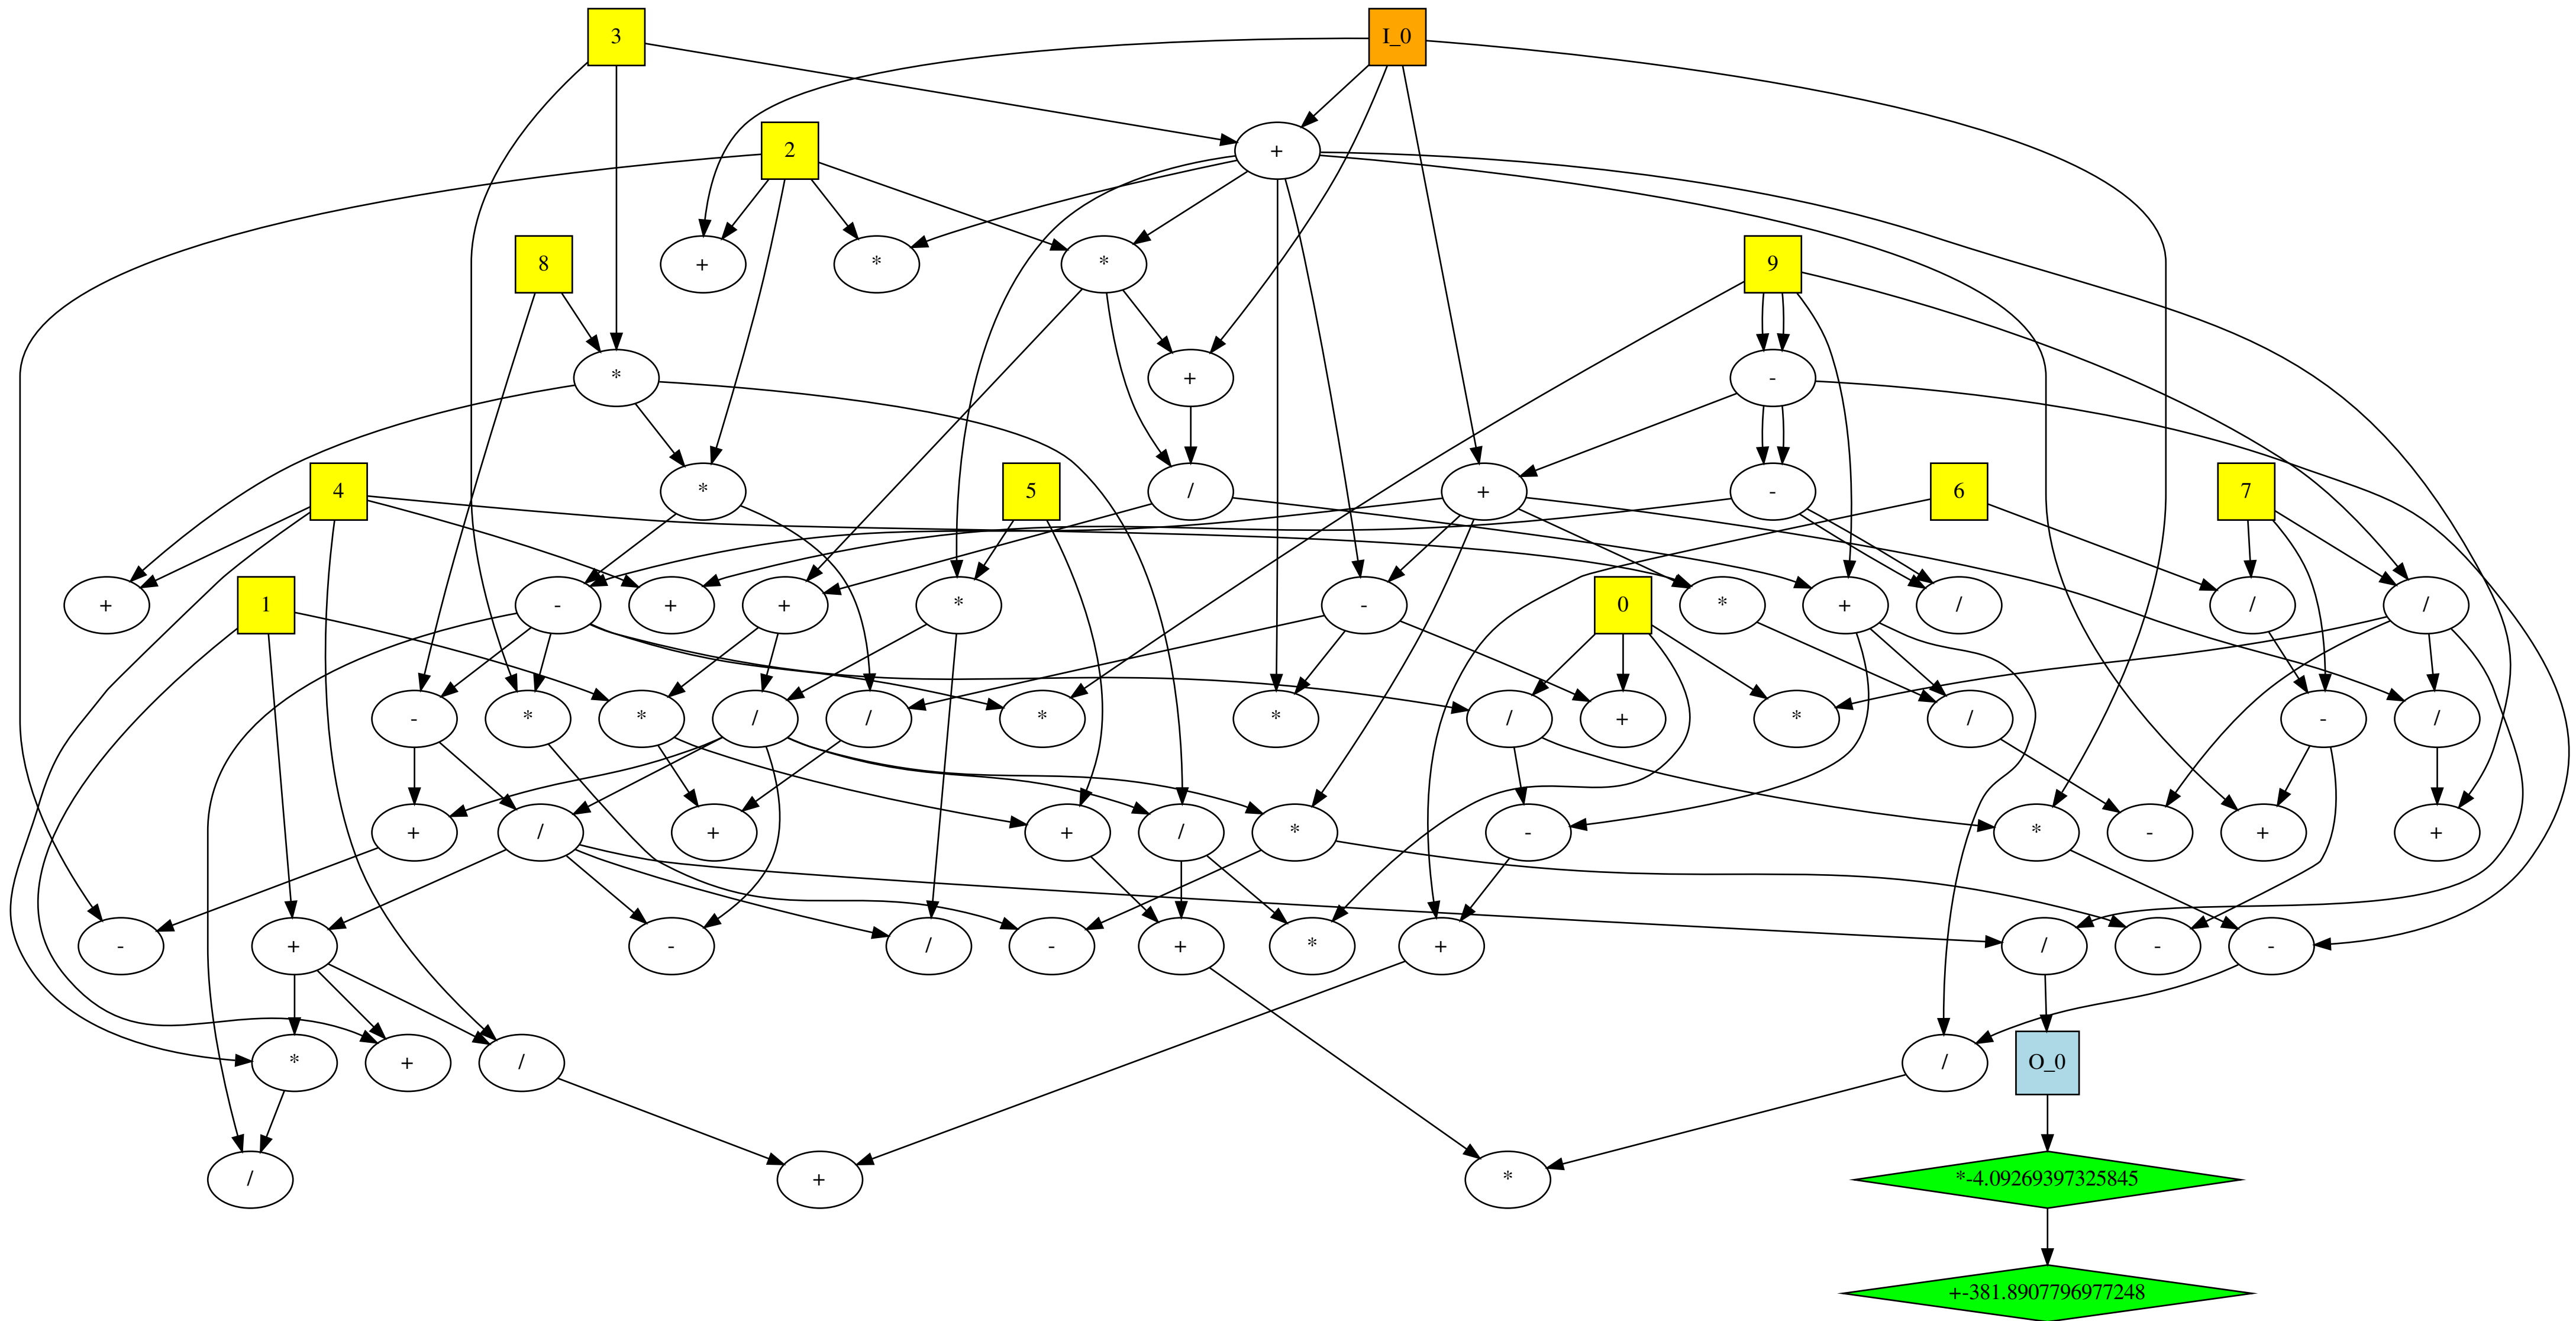 3 I_0
2 +
8 + * * 9
* + -
4 * 5 / + - 6 7
+ 1 - + + * - 0 * + / / /
- * * / / * * / + * / - /
+ / + + / * - * - + +
- + - / - * + / - -
* + / / O_0
/ + * *-4.09269397325845
+-381.8907796977248